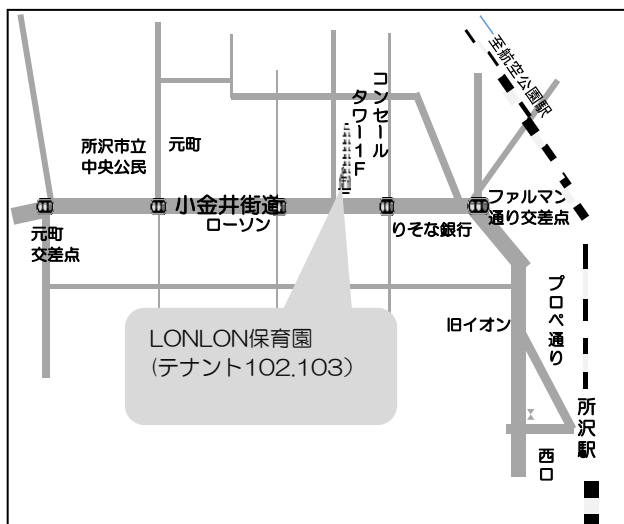 至航空公園駅
コンセール
タワー1F
所沢市立
中央公民
元町
小金井街道
ローソン
りそな銀行
ファルマン
通り交差点
元町
交差点
LONLON保育園
(テナント102,103)
旧イオン
プロペ通り
所沢駅
西口